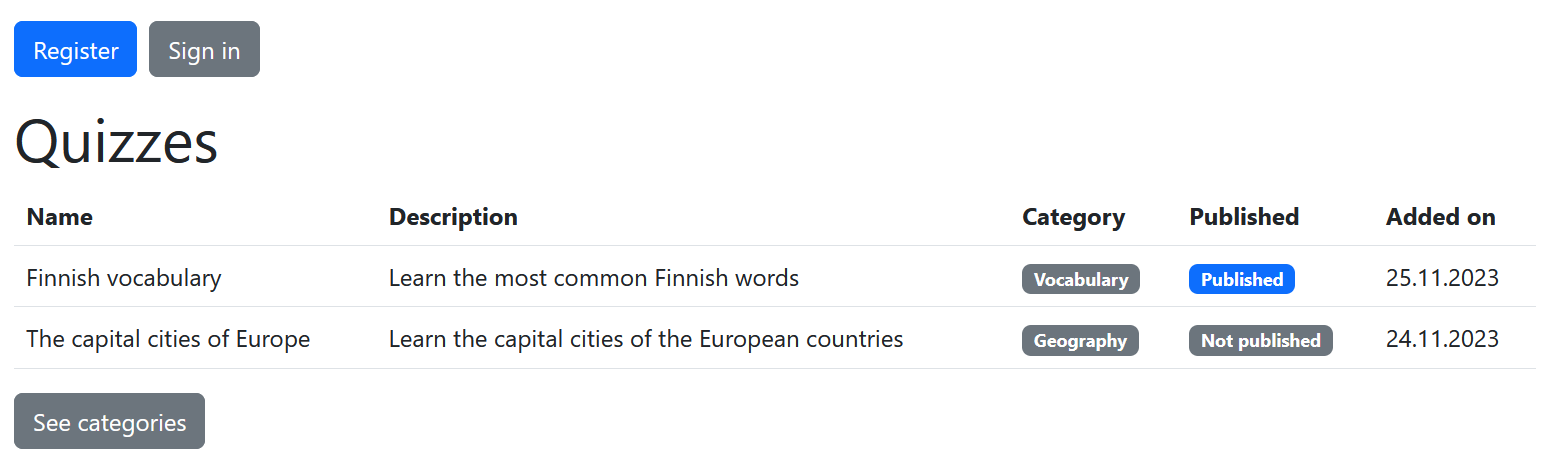 Register Sign in
Quizzes
Name Description Category Published Added on
Finnish vocabulary Learn the most common Finnish words Vocabulary Published 25.11.2023
The capital cities of Europe Learn the capital cities of the European countries Geography Not published 24.11.2023
See categories